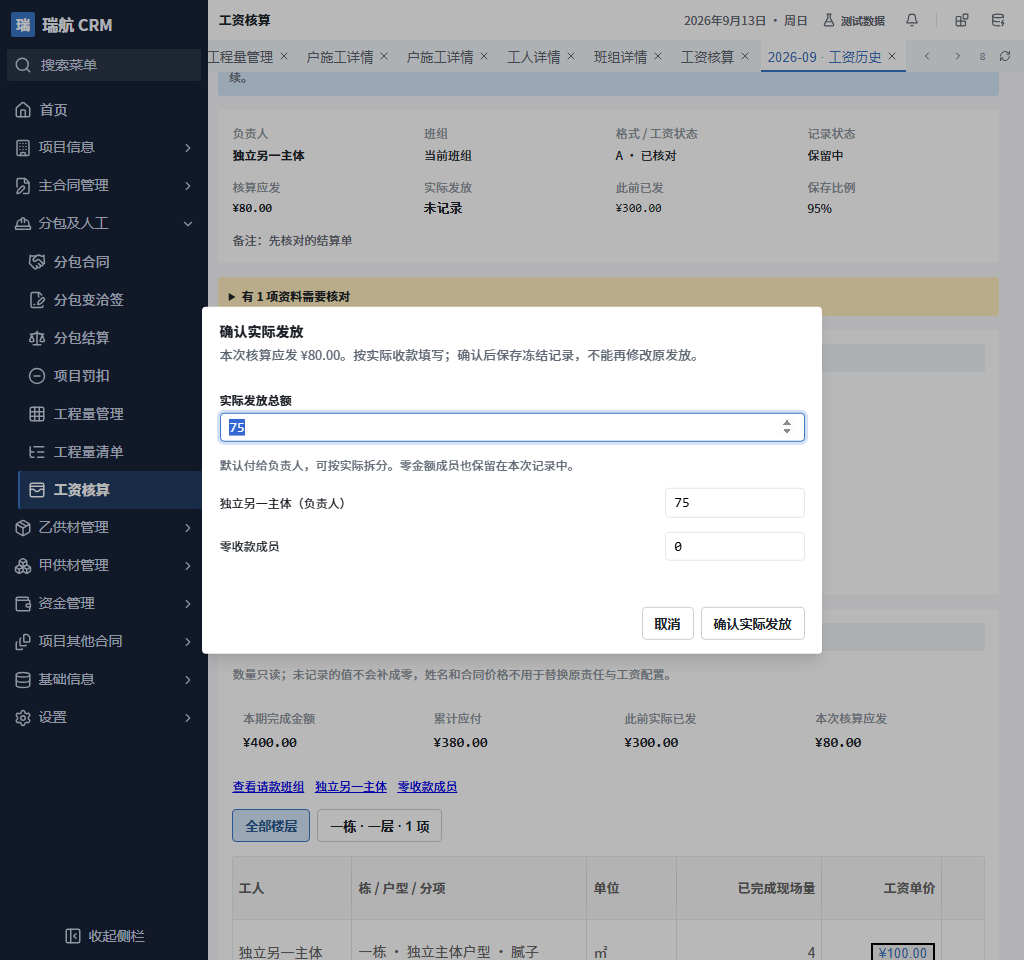 瑞 瑞航 CRM
搜索菜单
首页
项目信息
主合同管理
分包及人工
分包合同
分包变洽签
分包结算
项目罚扣
工程量管理
工程量清单
工资核算
乙供材管理
甲供材管理
资金管理
项目其他合同
基础信息
设置
收起侧栏
工资核算
2026年9月13日 · 周日 测试数据
工程量管理 × 户施工详情 × 户施工详情 × 工人详情 × 班组详情 × 工资核算 × 2026-09 · 工资历史 × 8
续。
负责人 班组 格式 / 工资状态 记录状态
独立另一主体 当前班组 A · 已核对 保留中
核算应发 实际发放 此前已发 保存比例
¥80.00 未记录 ¥300.00 95%
备注：先核对的结算单
有 1 项资料需要核对
确认实际发放
本次核算应发 ¥80.00。按实际收款填写；确认后保存冻结记录，不能再修改原发放。
实际发放总额
75
默认付给负责人，可按实际拆分。零金额成员也保留在本次记录中。
独立另一主体（负责人） 75
零收款成员 0
取消 确认实际发放
数量只读；未记录的值不会补成零，姓名和合同价格不用于替换原责任与工资配置。
本期完成金额 累计应付 此前实际已发 本次核算应发
¥400.00 ¥380.00 ¥300.00 ¥80.00
查看请款班组 独立另一主体 零收款成员
全部楼层 一栋 · 一层 · 1 项
工人 栋 / 户型 / 分项 单位 已完成现场量 工资单价
独立另一主体 一栋 · 独立主体户型 · 腻子 ㎡ 4 ¥100.00